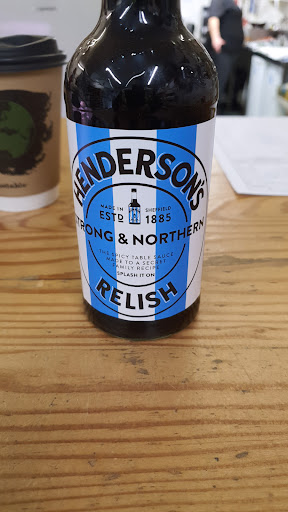 HENDERSON'S
MADE IN SHEFFIELD
ESTD 1885
STRONG & NORTHERN
THE SPICY TABLE SAUCE
MADE TO A SECRET
FAMILY RECIPE
SPLASH IT ON
RELISH